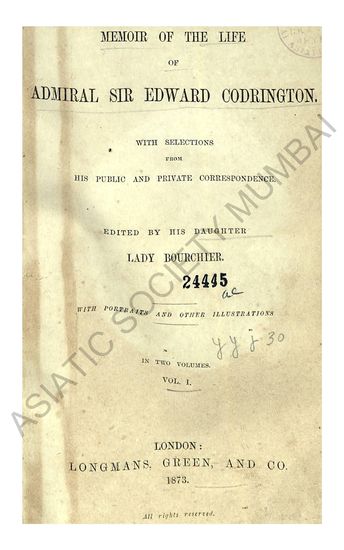 MEMOIR OF THE LIFE
OF
ADMIRAL SIR EDWARD CODRINGTON.
WITH SELECTIONS
FROM
HIS PUBLIC AND PRIVATE CORRESPONDENCE.
EDITED BY HIS DAUGHTER
LADY BOURCHIER.
24445
WITH PORTRAITS AND OTHER ILLUSTRATIONS
IN TWO VOLUMES.
VOL. I.
LONDON:
LONGMANS, GREEN, AND CO.
1873.
All rights reserved.
ASIATIC SOCIETY MUMBAI